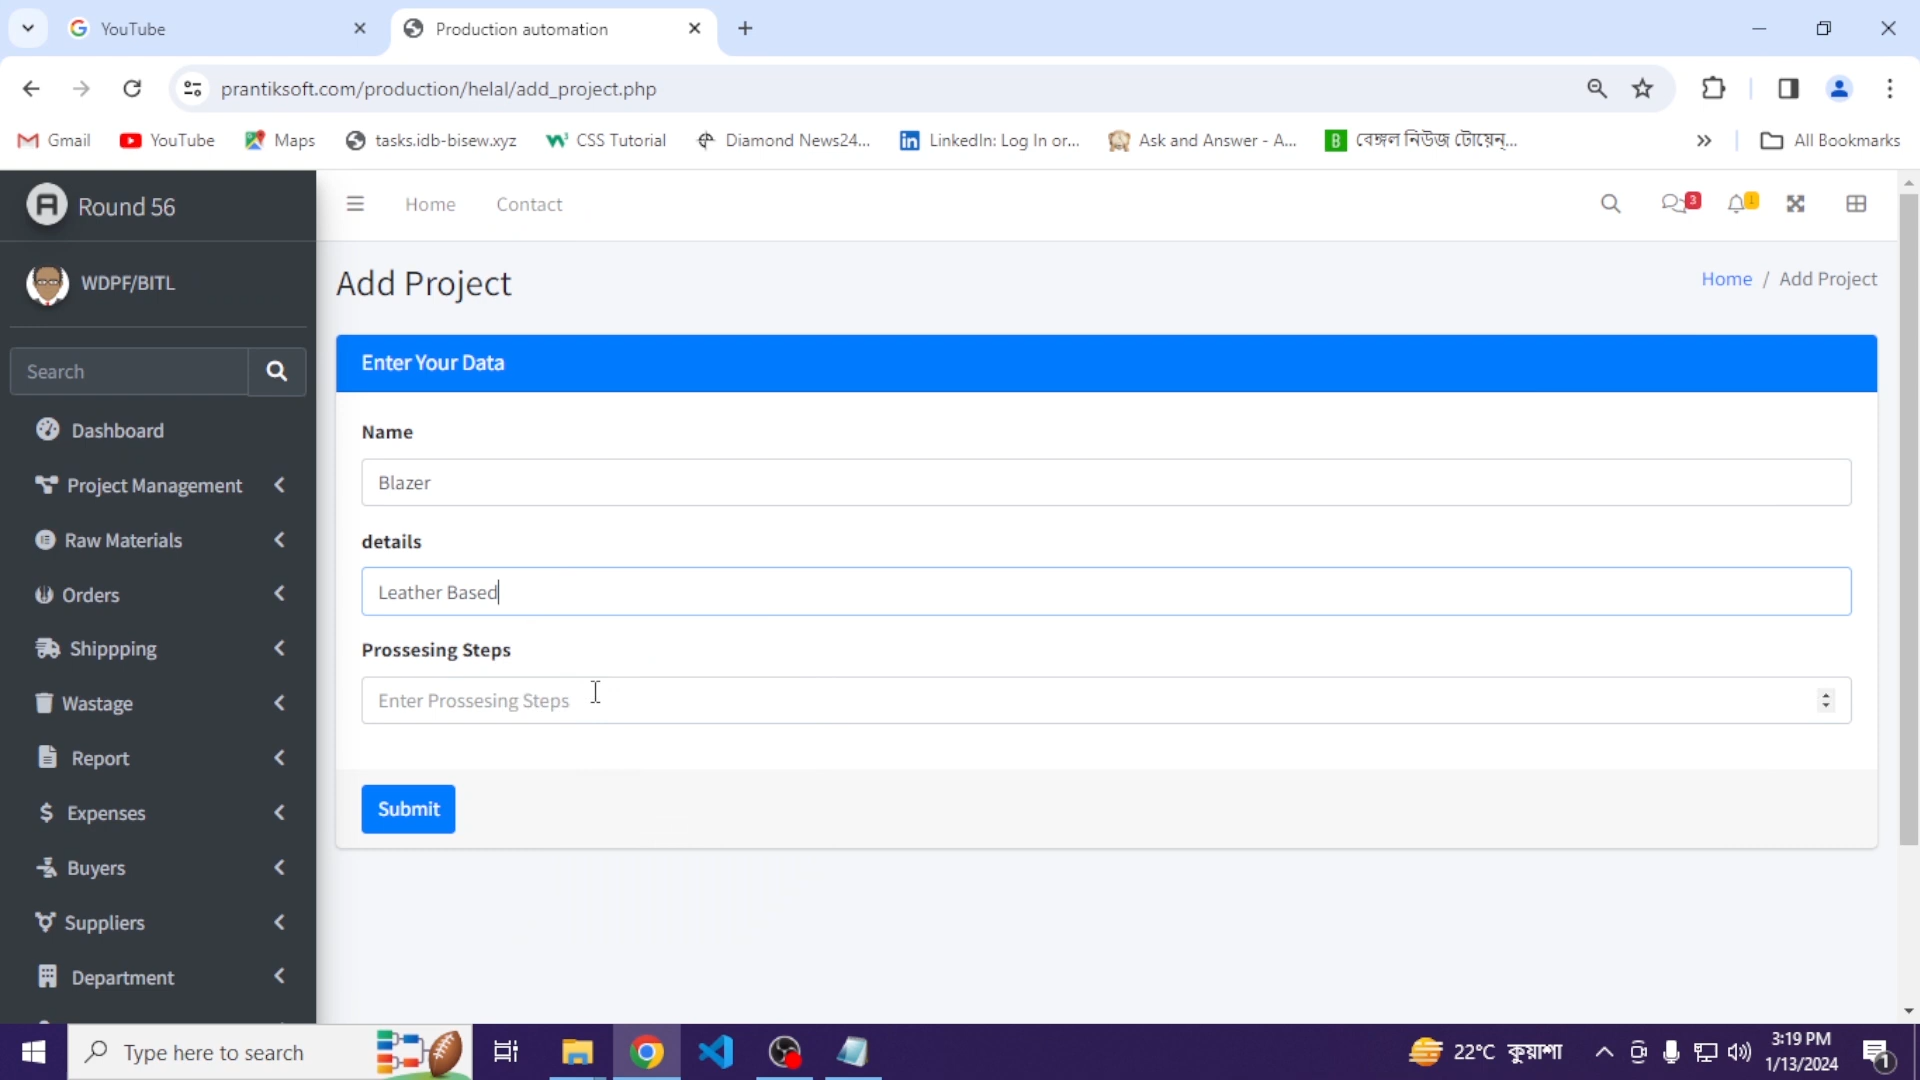 YouTube
Production automation
prantiksoft.com/production/helal/add_project.php
Gmail
YouTube
Maps
tasks.idb-bisew.xyz
CSS Tutorial
Diamond News24...
LinkedIn: Log In or...
Ask and Answer - A...
B
বেঙ্গল নিউজ টোয়েন্...
All Bookmarks
Round 56
Home
Contact
3
1
WDPF/BITL
Add Project
Home / Add Project
Search
Enter Your Data
Dashboard
Name
Project Management
Blazer
Raw Materials
details
Orders
Leather Based
Shippping
Prossesing Steps
Wastage
Enter Prossesing Steps
Report
Expenses
Submit
Buyers
Suppliers
Department
Type here to search
22°C কুয়াশা
3:19 PM
1/13/2024
1